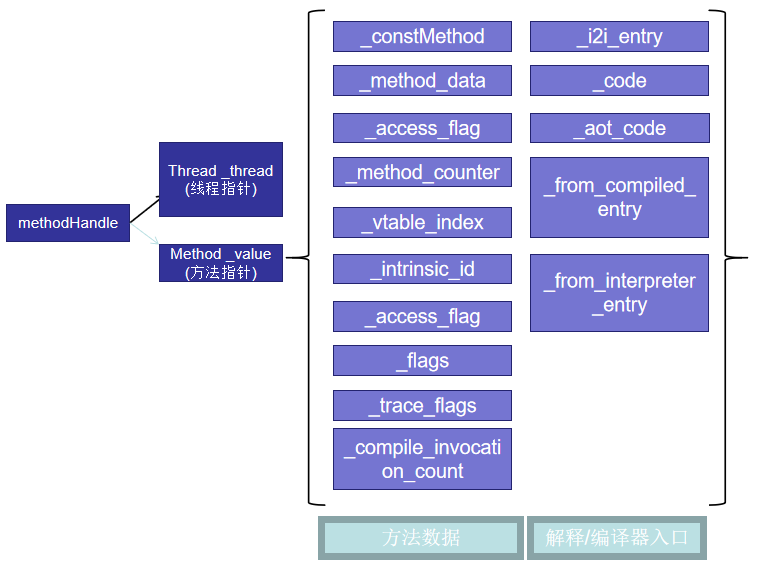 methodHandle
Thread _thread
(线程指针)
Method _value
(方法指针)
_constMethod
_method_data
_access_flag
_method_counter
_vtable_index
_intrinsic_id
_access_flag
_flags
_trace_flags
_compile_invocati
on_count
方法数据
_i2i_entry
_code
_aot_code
_from_compiled_
entry
_from_interpreter
_entry
解释/编译器入口